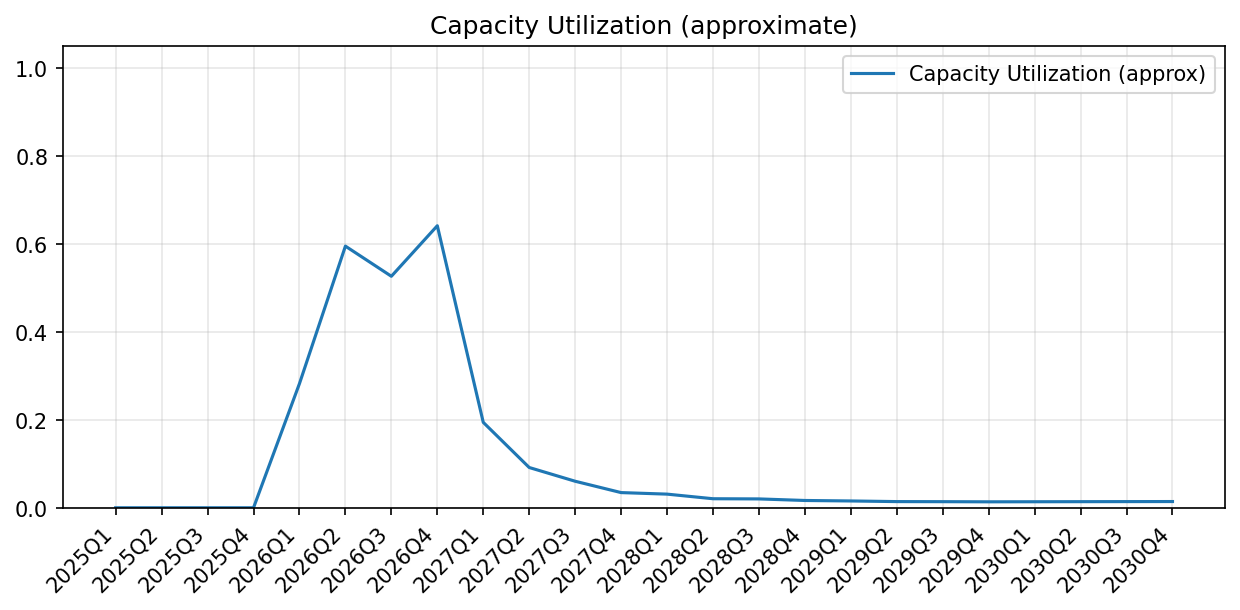 Capacity Utilization (approximate)
Capacity Utilization (approx)
1.0
0.8
0.6
0.4
0.2
0.0
2025Q1
2025Q2
2025Q3
2025Q4
2026Q1
2026Q2
2026Q3
2026Q4
2027Q1
2027Q2
2027Q3
2027Q4
2028Q1
2028Q2
2028Q3
2028Q4
2029Q1
2029Q2
2029Q3
2029Q4
2030Q1
2030Q2
2030Q3
2030Q4